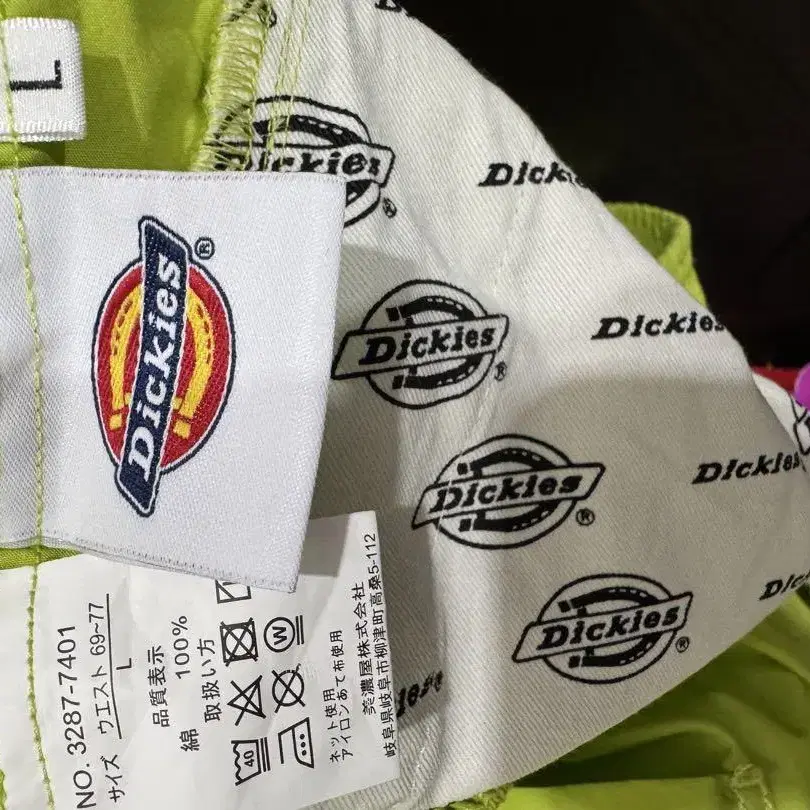 L
Dickies
®
Dickies
®
Dickies
Dickies
®
Dickies
Dickies
®
Dickies
Dickies
®
NO. 3287-7401
サイズ ウエスト 69-77
L
品質表示
綿 100%
取扱い方
40
W
ネット使用
アイロンあて布使用
美濃屋株式会社
岐阜県岐阜市柳津町高桑5-112